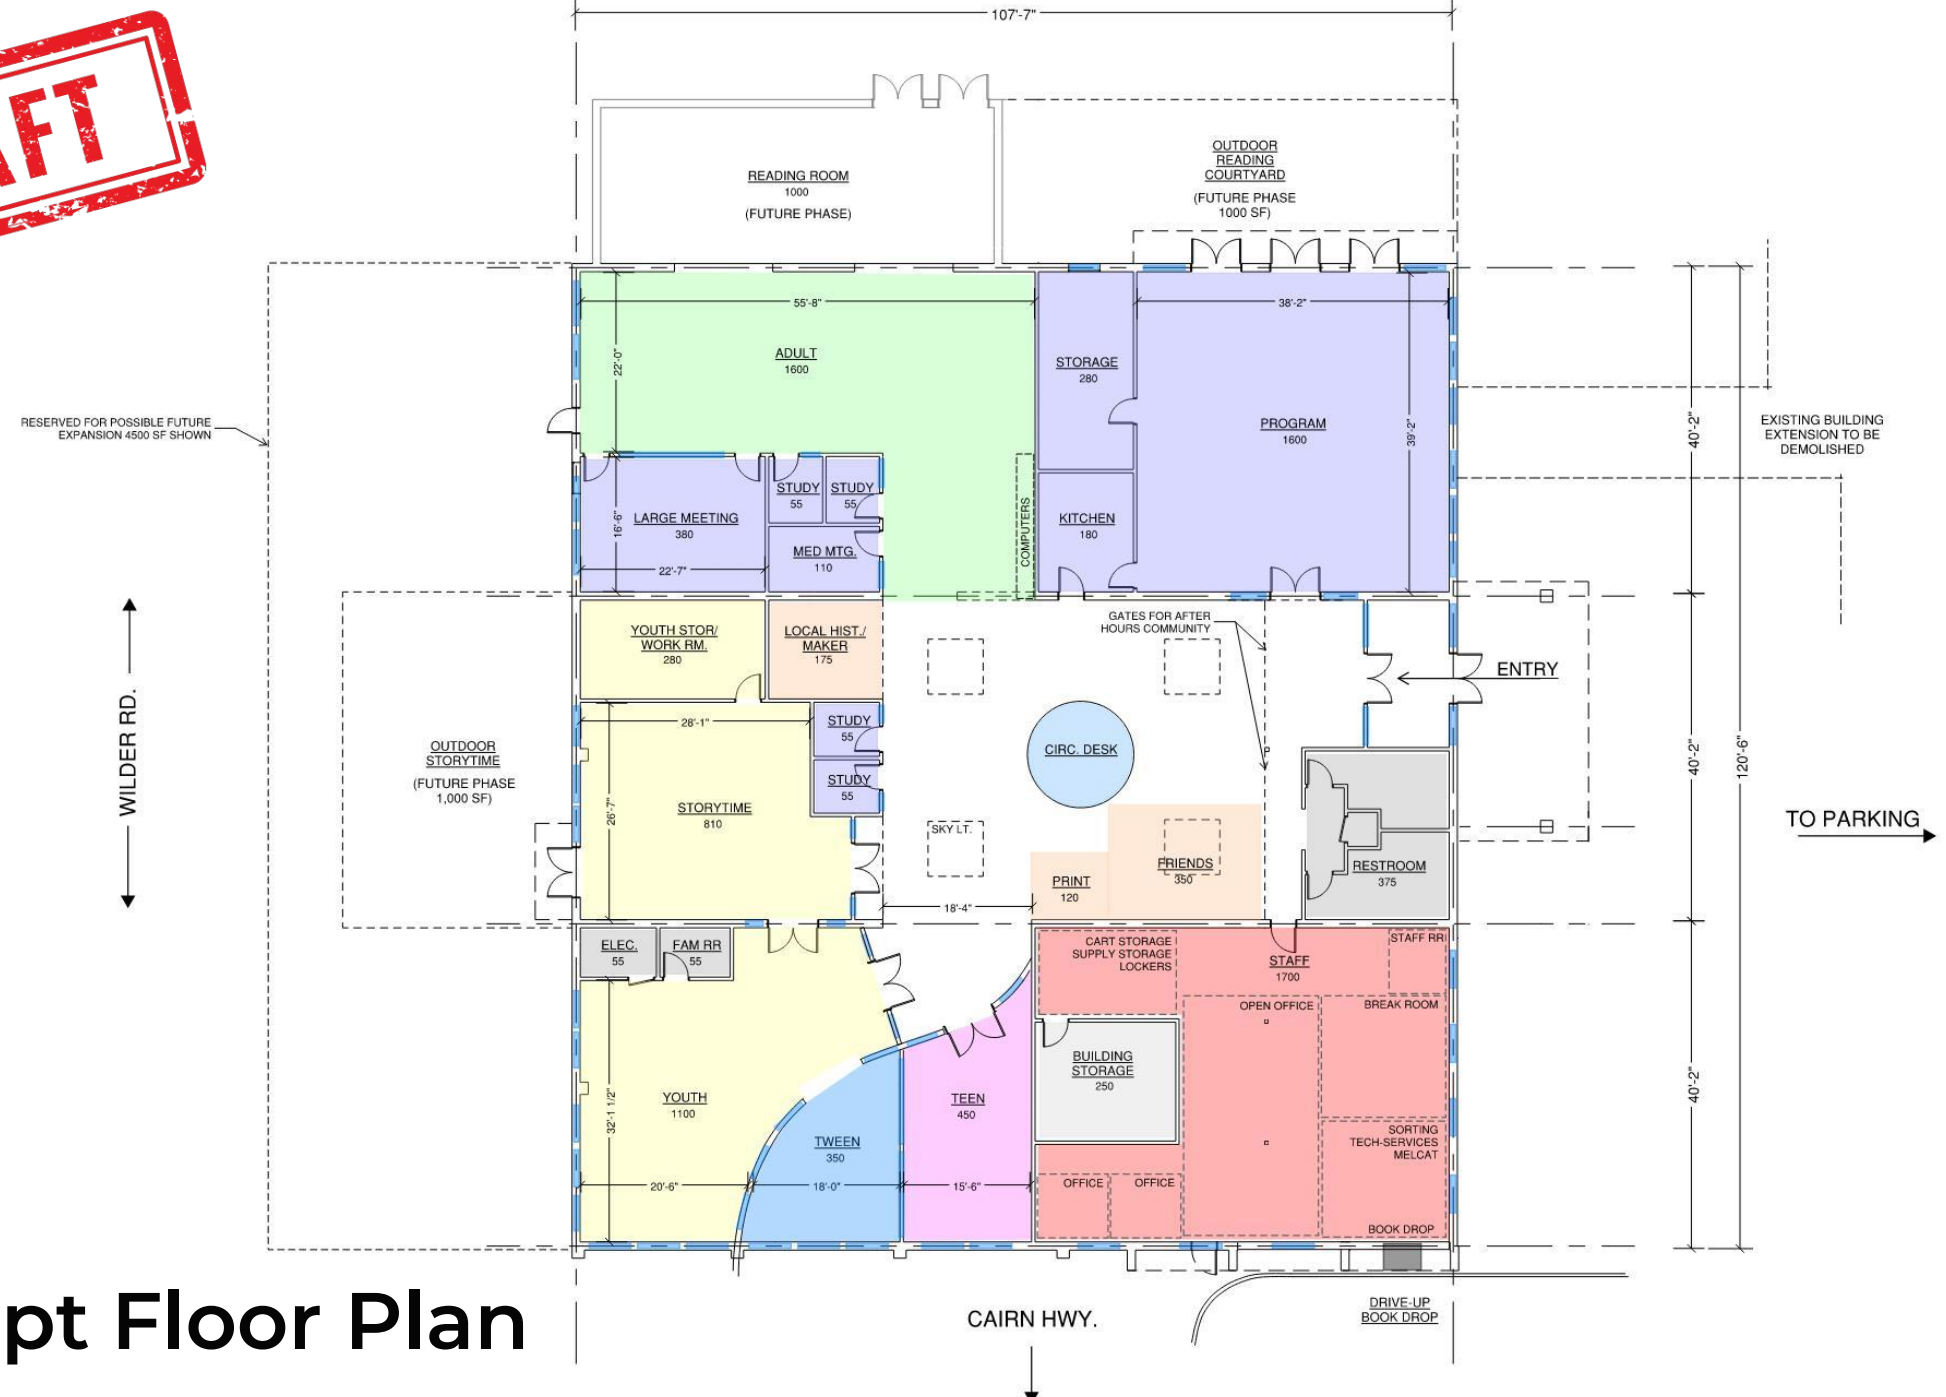 107'-7"
AFT
READING ROOM
1000
(FUTURE PHASE)
OUTDOOR
READING
COURTYARD
(FUTURE PHASE
1000 SF)
55'-8"
38'-2"
22'-0"
ADULT
1600
STORAGE
280
PROGRAM
1600
39'-2"
40'-2"
RESERVED FOR POSSIBLE FUTURE
EXPANSION 4500 SF SHOWN
EXISTING BUILDING
EXTENSION TO BE
DEMOLISHED
STUDY
55
STUDY
55
LARGE MEETING
380
16'-6"
22'-7"
MED MTG.
110
COMPUTERS
KITCHEN
180
GATES FOR AFTER
HOURS COMMUNITY
YOUTH STOR/
WORK RM.
280
LOCAL HIST./
MAKER
175
ENTRY
WILDER RD.
28'-1"
STUDY
55
STUDY
55
OUTDOOR
STORYTIME
(FUTURE PHASE
1,000 SF)
CIRC. DESK
40'-2"
120'-6"
STORYTIME
810
26'-7"
SKY LT.
TO PARKING
FRIENDS
350
PRINT
120
RESTROOM
375
18'-4"
ELEC.
55
FAM RR
55
CART STORAGE
SUPPLY STORAGE
LOCKERS
STAFF
1700
STAFF RR
OPEN OFFICE
BREAK ROOM
BUILDING
STORAGE
250
YOUTH
1100
32'-1 1/2"
TEEN
450
40'-2"
TWEEN
350
SORTING
TECH-SERVICES
MELCAT
20'-6"
18'-0"
15'-6"
OFFICE
OFFICE
BOOK DROP
pt Floor Plan
CAIRN HWY.
DRIVE-UP
BOOK DROP